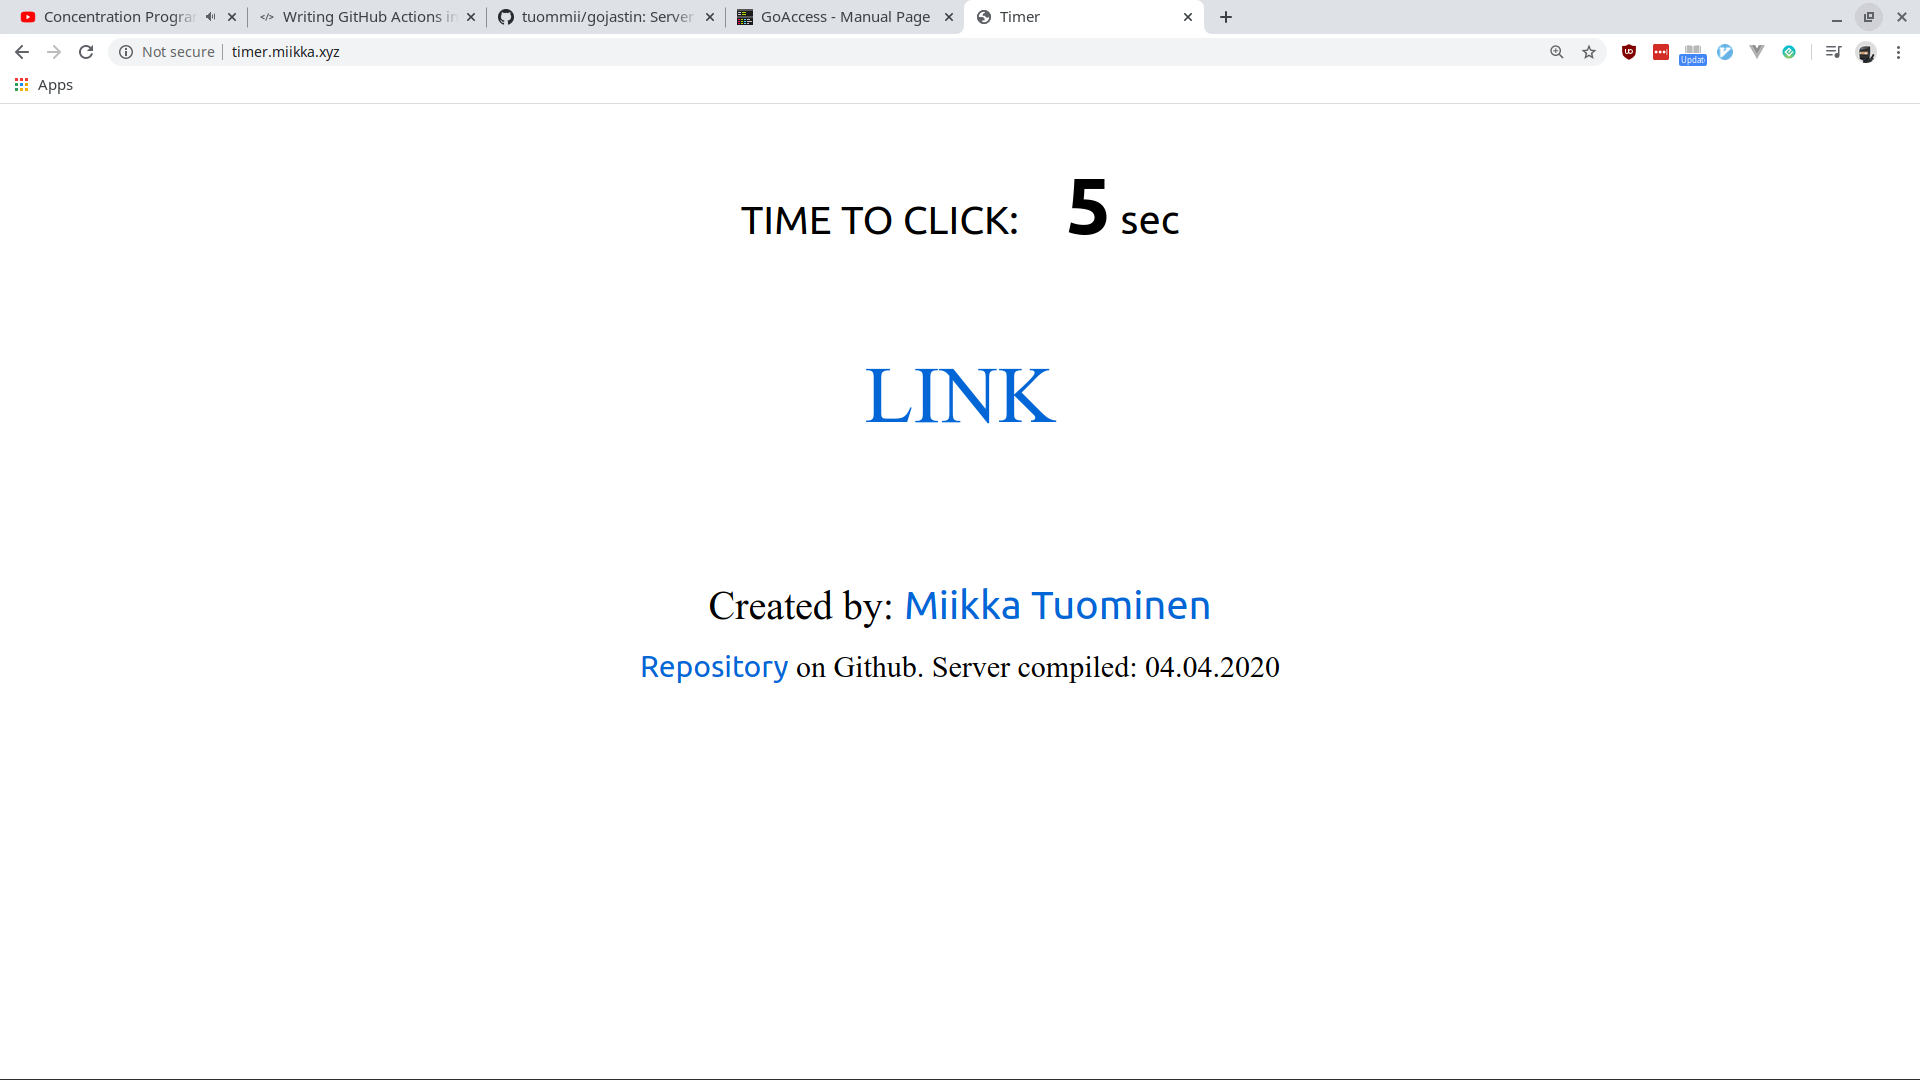 Concentration Progra
Writing GitHub Actions in
tuommii/gojastin: Server
GoAccess - Manual Page
Timer
Not secure
timer.miikka.xyz
Updat
Apps
TIME TO CLICK: 5 sec
LINK
Created by: Miikka Tuominen
Repository on Github. Server compiled: 04.04.2020